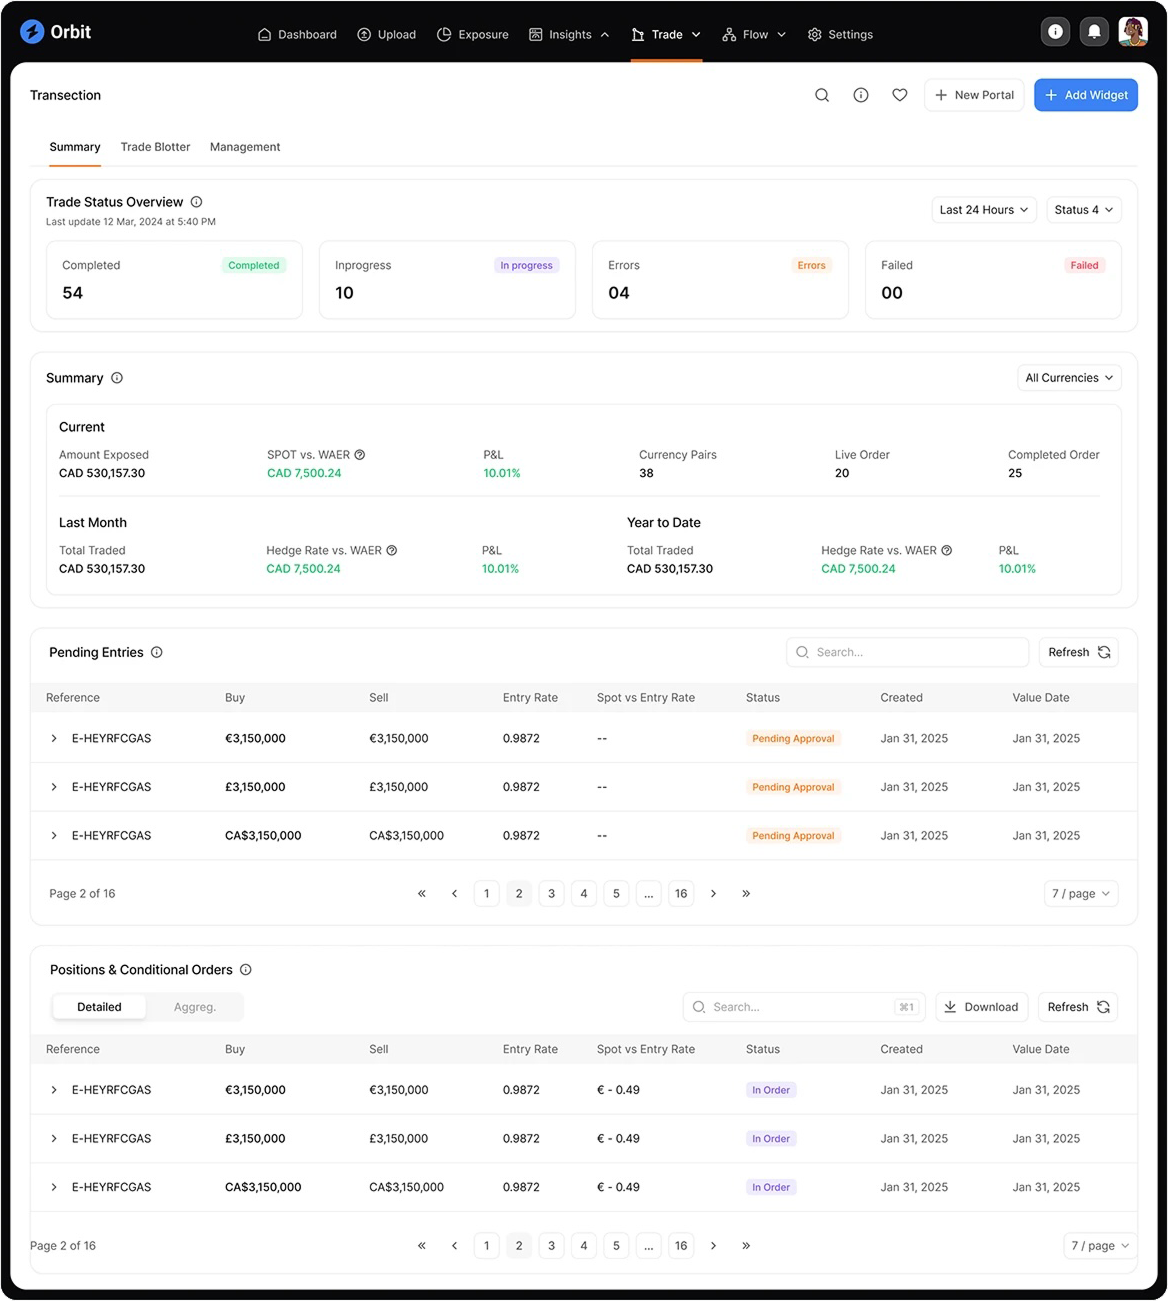 Orbit
Dashboard Upload Exposure Insights Trade Flow Settings
Transection
New Portal Add Widget
Summary Trade Blotter Management
Trade Status Overview
Last update 12 Mar, 2024 at 5:40 PM
Last 24 Hours Status 4
Completed Completed
54
Inprogress In progress
10
Errors Errors
04
Failed Failed
00
Summary All Currencies
Current
Amount Exposed SPOT vs. WAER P&L Currency Pairs Live Order Completed Order
CAD 530,157.30 CAD 7,500.24 10.01% 38 20 25
Last Month Year to Date
Total Traded Hedge Rate vs. WAER P&L Total Traded Hedge Rate vs. WAER P&L
CAD 530,157.30 CAD 7,500.24 10.01% CAD 530,157.30 CAD 7,500.24 10.01%
Pending Entries Search... Refresh
Reference Buy Sell Entry Rate Spot vs Entry Rate Status Created Value Date
E-HEYRFCGAS €3,150,000 €3,150,000 0.9872 -- Pending Approval Jan 31, 2025 Jan 31, 2025
E-HEYRFCGAS £3,150,000 £3,150,000 0.9872 -- Pending Approval Jan 31, 2025 Jan 31, 2025
E-HEYRFCGAS CA$3,150,000 CA$3,150,000 0.9872 -- Pending Approval Jan 31, 2025 Jan 31, 2025
Page 2 of 16 « ‹ 1 2 3 4 5 ... 16 › » 7 / page
Positions & Conditional Orders
Detailed Aggreg. Search... ⌘1 Download Refresh
Reference Buy Sell Entry Rate Spot vs Entry Rate Status Created Value Date
E-HEYRFCGAS €3,150,000 €3,150,000 0.9872 € - 0.49 In Order Jan 31, 2025 Jan 31, 2025
E-HEYRFCGAS £3,150,000 £3,150,000 0.9872 € - 0.49 In Order Jan 31, 2025 Jan 31, 2025
E-HEYRFCGAS CA$3,150,000 CA$3,150,000 0.9872 € - 0.49 In Order Jan 31, 2025 Jan 31, 2025
Page 2 of 16 « ‹ 1 2 3 4 5 ... 16 › » 7 / page